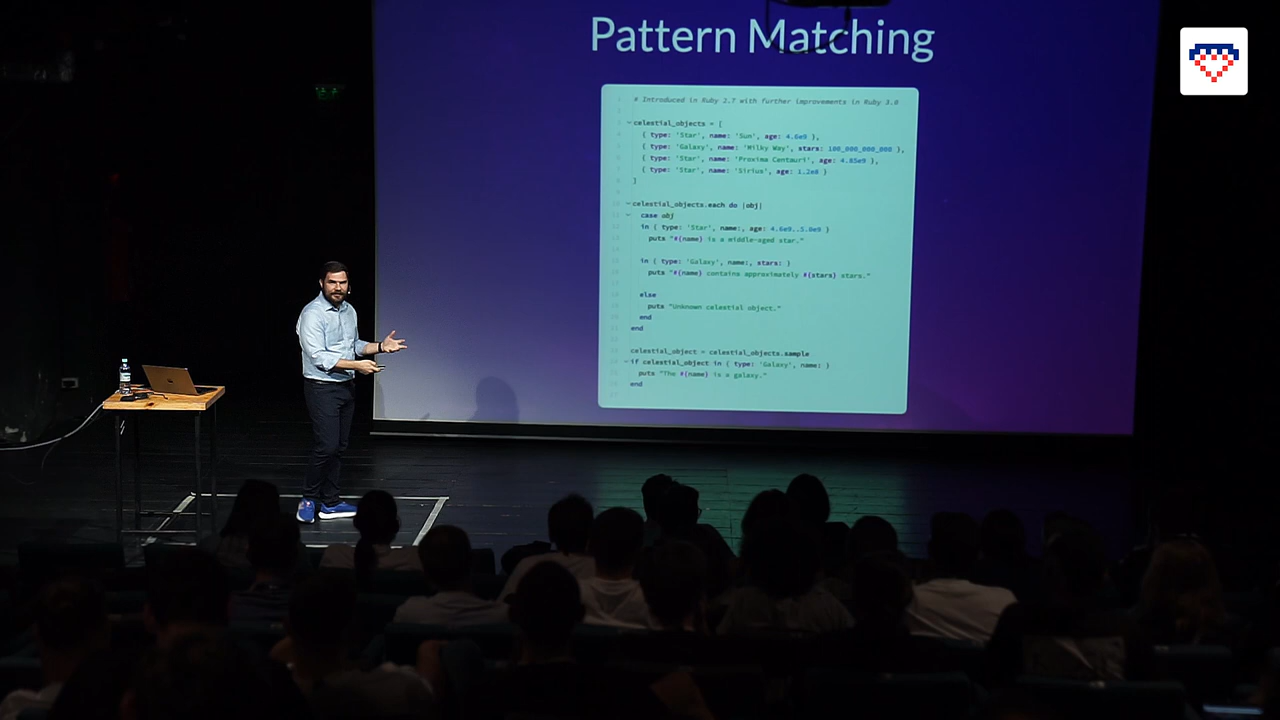 Pattern Matching
# Introduced in Ruby 2.7 with further improvements in Ruby 3.0
celestial_objects = [
{ type: 'Star', name: 'Sun', age: 4.6e9 },
{ type: 'Galaxy', name: 'Milky Way', stars: 100_000_000_000 },
{ type: 'Star', name: 'Proxima Centauri', age: 4.85e9 },
{ type: 'Star', name: 'Sirius', age: 1.2e8 }
]
celestial_objects.each do |obj|
case obj
in { type: 'Star', name:, age: 4.6e9..5.0e9 }
puts "#{name} is a middle-aged star."
in { type: 'Galaxy', name:, stars: }
puts "#{name} contains approximately #{stars} stars."
else
puts "Unknown celestial object."
end
end
celestial_object = celestial_objects.sample
if celestial_object in { type: 'Galaxy', name: }
puts "The #{name} is a galaxy."
end